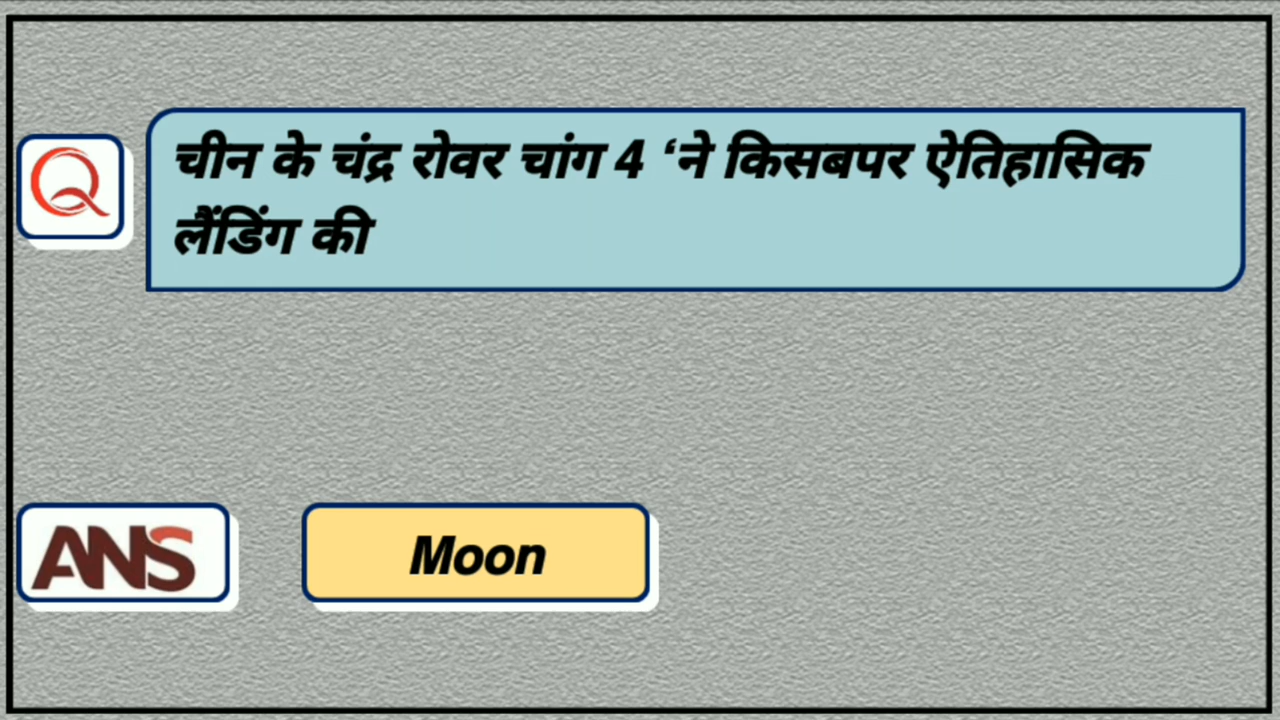 Q
चीन के चंद्र रोवर चांग 4 ‘ने किसबपर ऐतिहासिक
लैंडिंग की
ANS
Moon